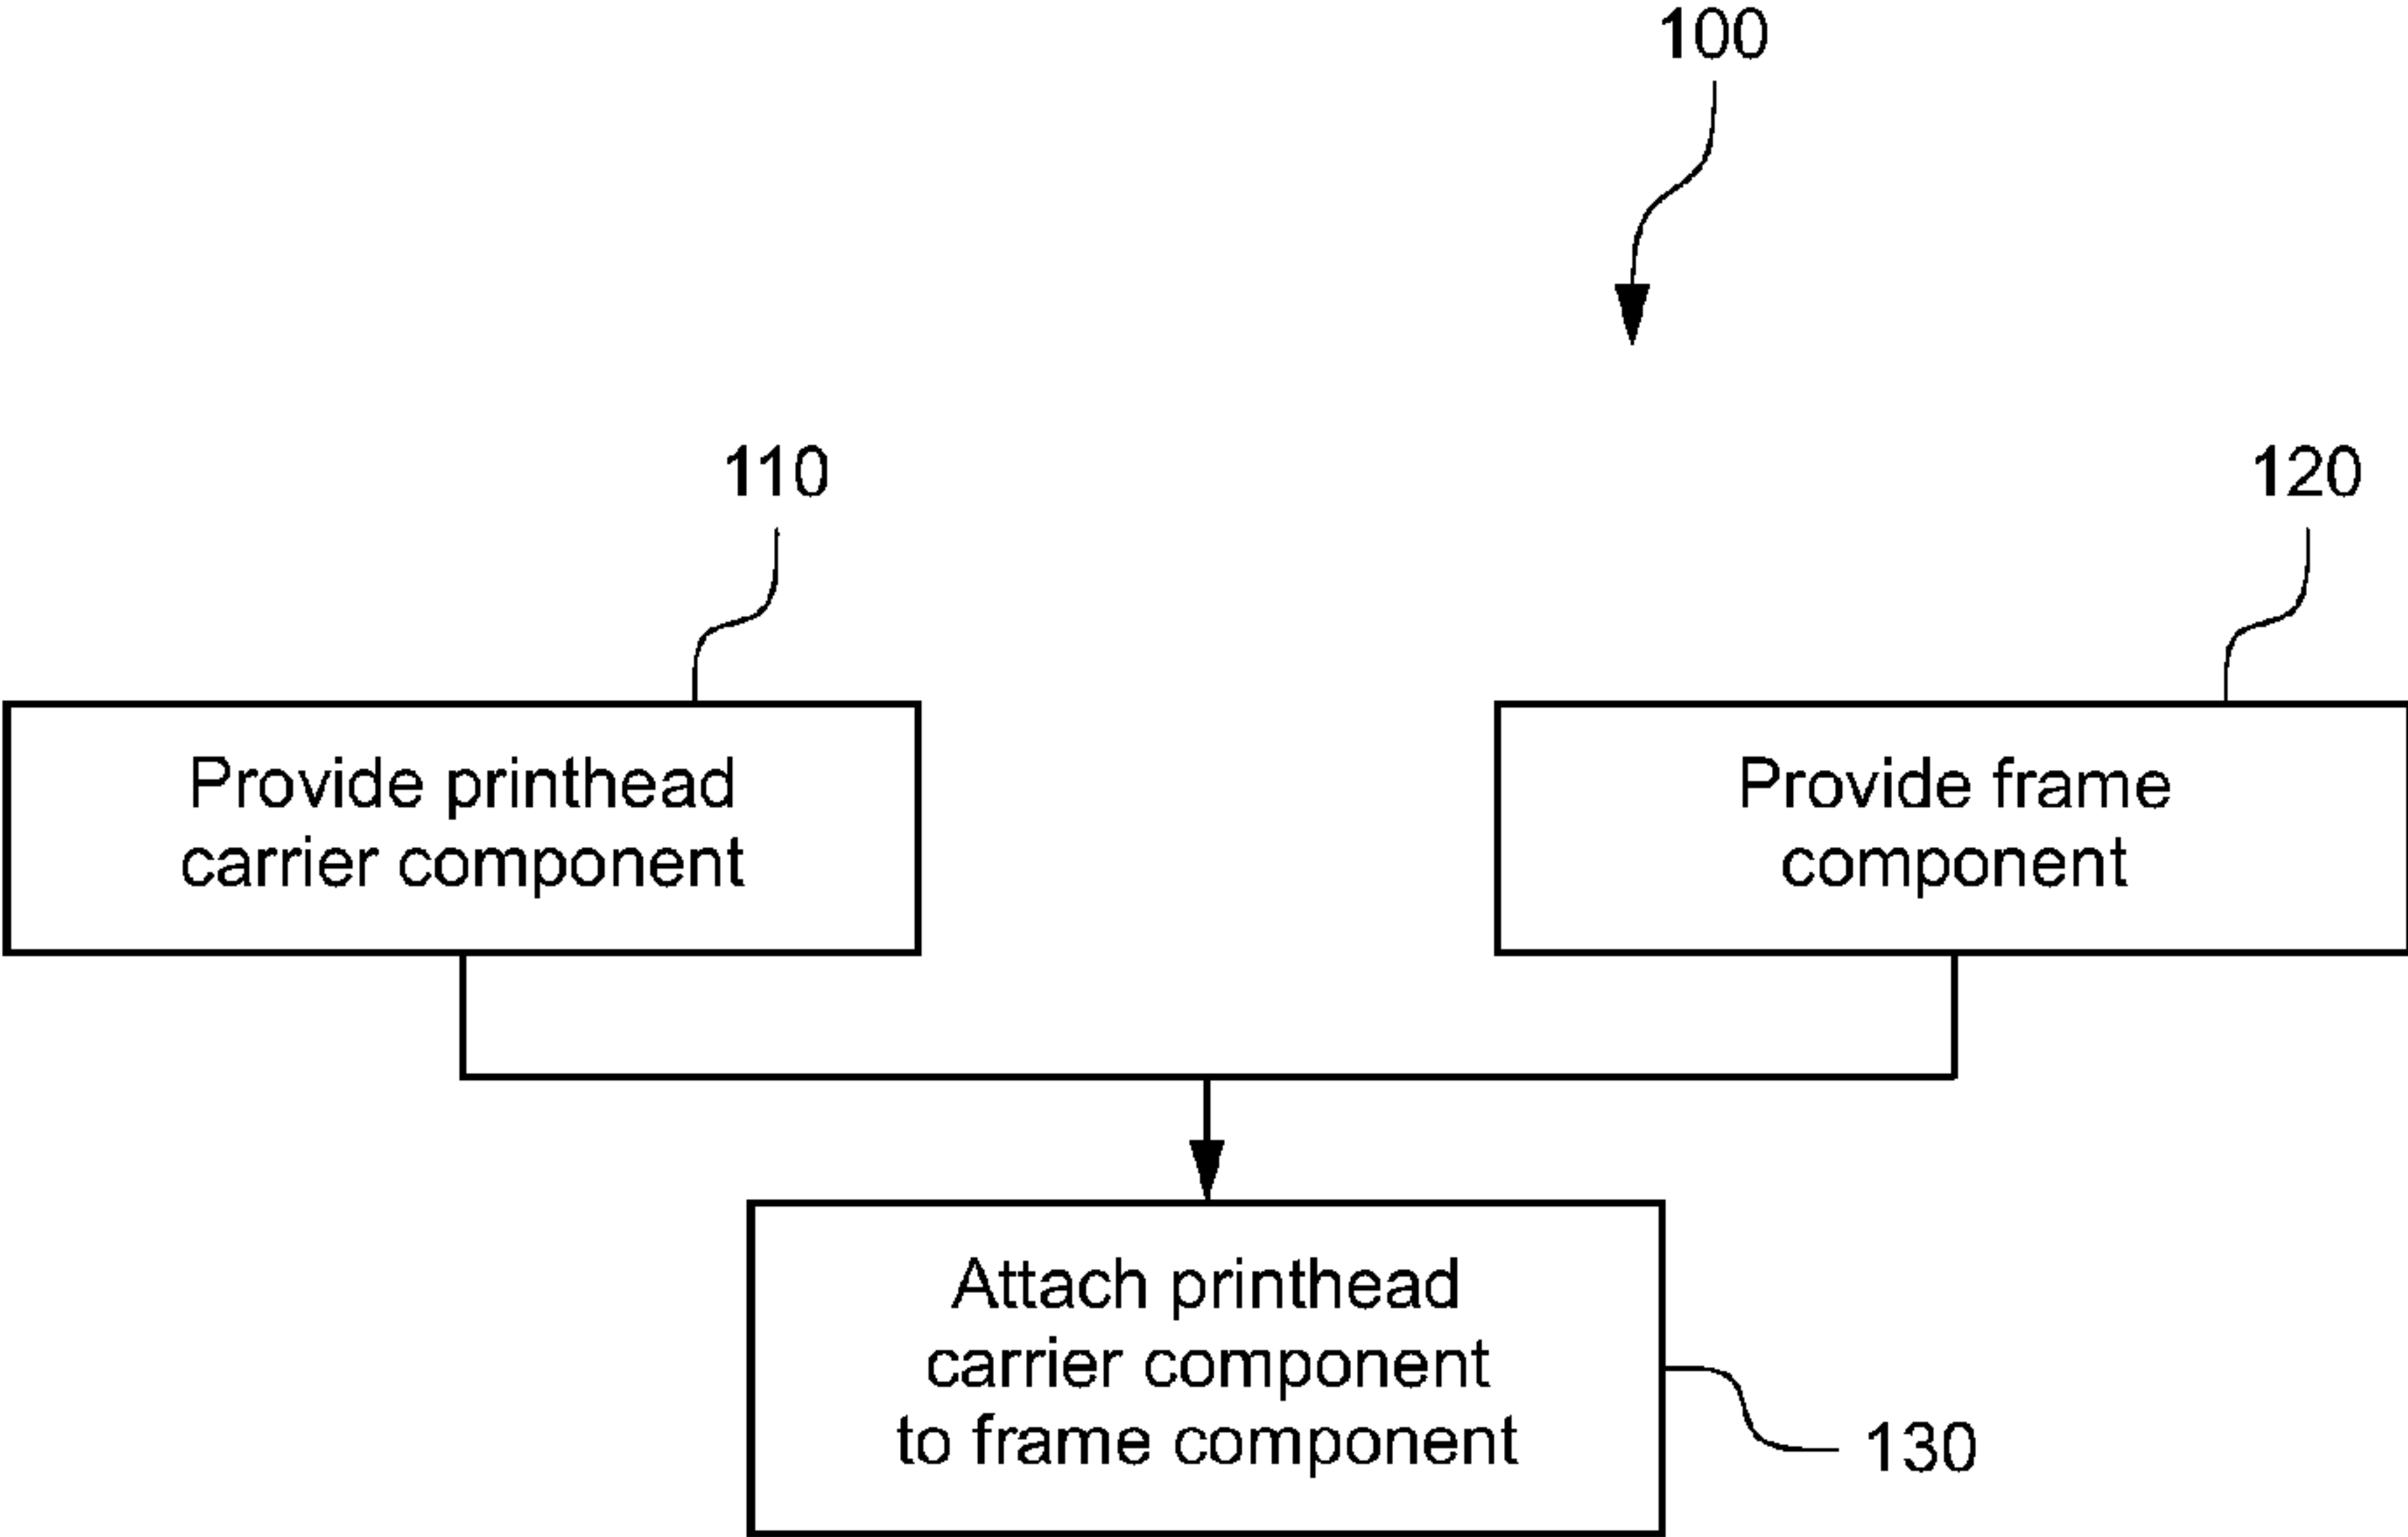 100
110
120
Provide printhead
carrier component
Provide frame
component
Attach printhead
carrier component
to frame component
130